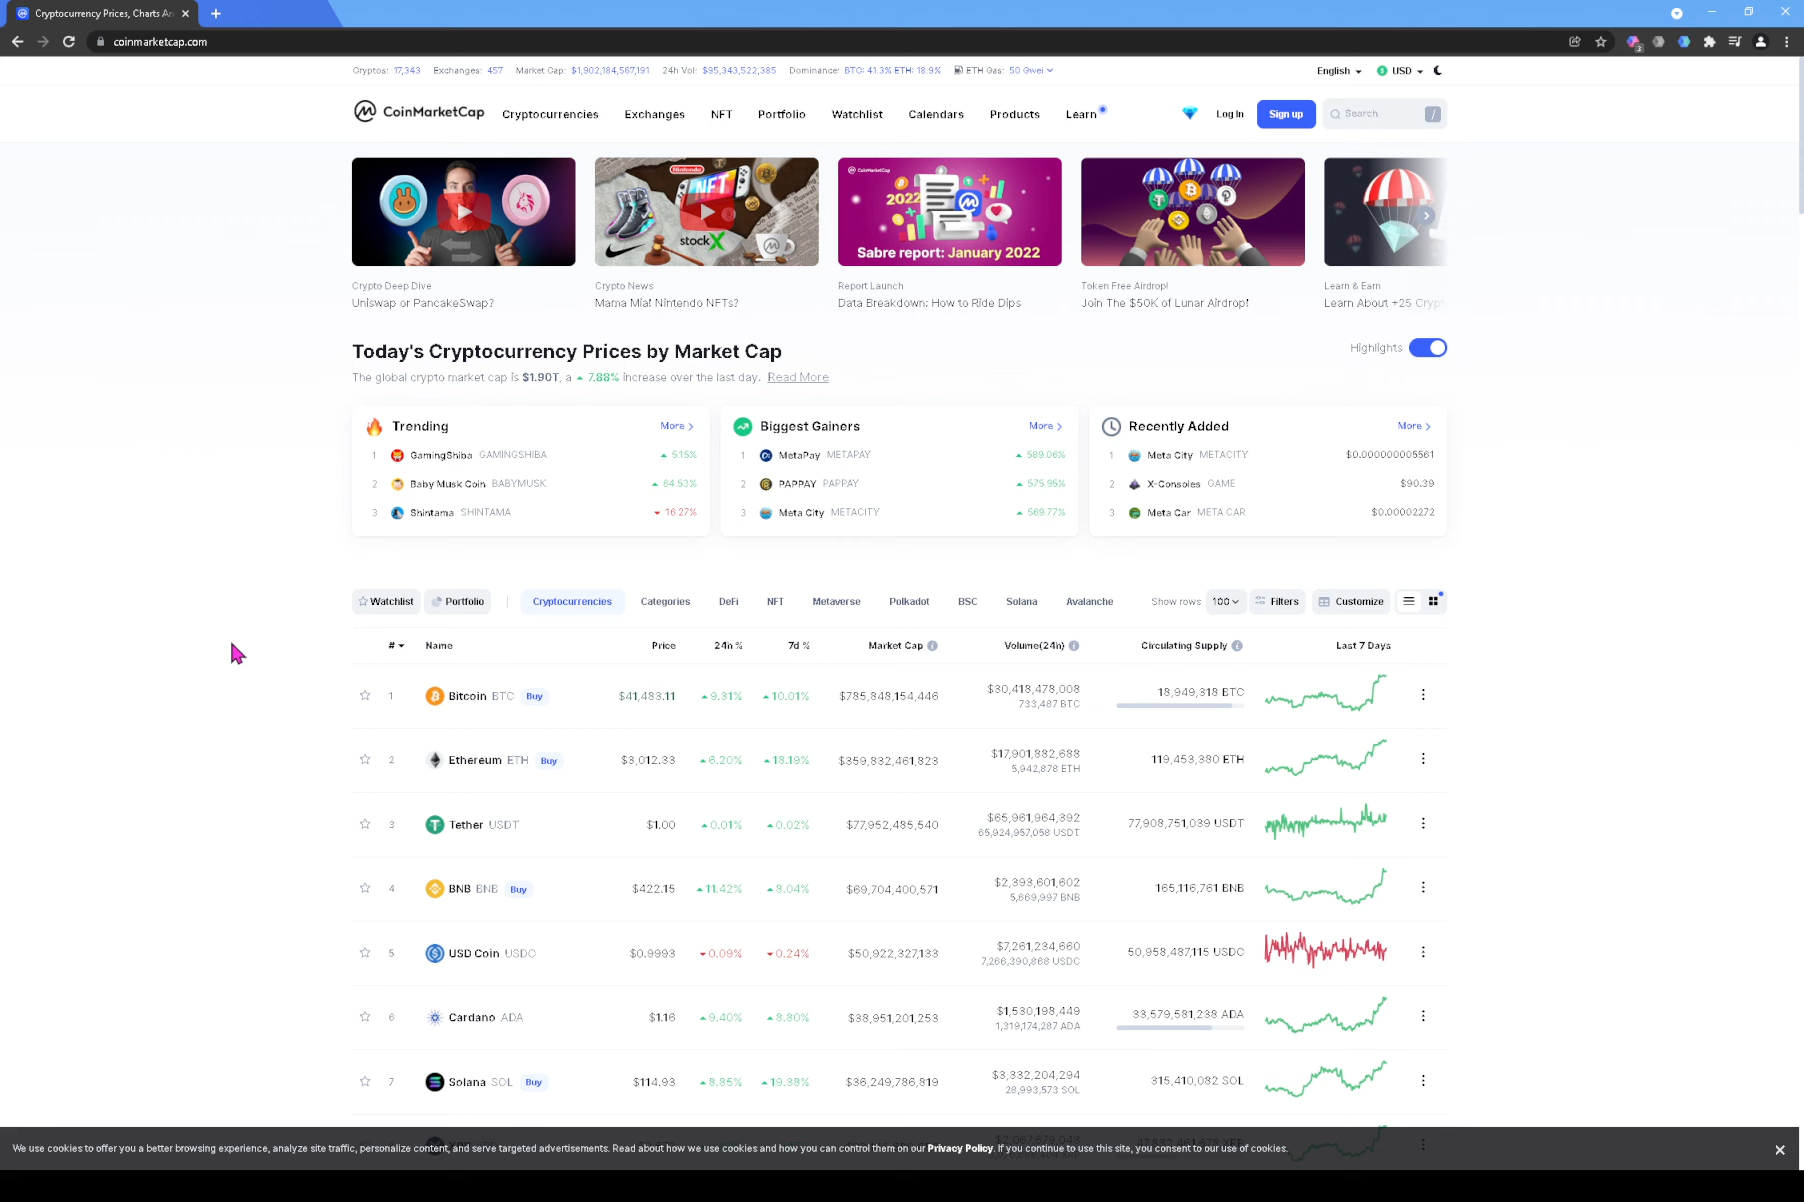 Cryptocurrency Prices, Charts An
coinmarketcap.com
Cryptos: 17,343 Exchanges: 457 Market Cap: $1,902,184,567,191 24h Vol: $95,343,522,385 Dominance: BTC: 41.3% ETH: 18.9% ETH Gas: 50 Gwei English USD
CoinMarketCap Cryptocurrencies Exchanges NFT Portfolio Watchlist Calendars Products Learn Log In Sign up Search /
Nintendo
NFT
stockX
CoinMarketCap
2022
Sabre report: January 2022
Crypto Deep Dive Crypto News Report Launch Token Free Airdrop! Learn & Earn
Uniswap or PancakeSwap? Mama Mia! Nintendo NFTs? Data Breakdown: How to Ride Dips Join The $50K of Lunar Airdrop! Learn About +25 Crypt
Today's Cryptocurrency Prices by Market Cap Highlights
The global crypto market cap is $1.90T, a 7.88% increase over the last day. Read More
Trending More Biggest Gainers More Recently Added More
1 GamingShiba GAMINGSHIBA 5.15% 1 MetaPay METAPAY 589.06% 1 Meta City METACITY $0.000000005561
2 Baby Musk Coin BABYMUSK 64.53% 2 PAPPAY PAPPAY 575.95% 2 X-Consoles GAME $90.39
3 Shintama SHINTAMA 16.27% 3 Meta City METACITY 569.77% 3 Meta Car META CAR $0.00002272
Watchlist Portfolio Cryptocurrencies Categories DeFi NFT Metaverse Polkadot BSC Solana Avalanche Show rows 100 Filters Customize
# Name Price 24h % 7d % Market Cap Volume(24h) Circulating Supply Last 7 Days
1 Bitcoin BTC Buy $41,483.11 9.31% 10.01% $785,848,154,446 $30,418,478,008 18,949,318 BTC
733,487 BTC
2 Ethereum ETH Buy $3,012.33 6.20% 18.19% $359,832,461,823 $17,901,882,688 119,453,380 ETH
5,942,878 ETH
3 Tether USDT $1.00 0.01% 0.02% $77,952,485,540 $65,961,964,392 77,908,751,039 USDT
65,924,957,058 USDT
4 BNB BNB Buy $422.15 11.42% 8.04% $69,704,400,571 $2,393,601,602 165,116,761 BNB
5,669,997 BNB
5 USD Coin USDC $0.9993 0.09% 0.24% $50,922,327,133 $7,261,234,660 50,958,487,115 USDC
7,266,390,868 USDC
6 Cardano ADA $1.16 9.40% 8.80% $38,951,201,253 $1,530,198,449 33,579,581,238 ADA
1,319,174,287 ADA
7 Solana SOL Buy $114.93 8.85% 19.38% $36,249,786,819 $3,332,204,294 315,410,082 SOL
28,993,573 SOL
We use cookies to offer you a better browsing experience, analyze site traffic, personalize content, and serve targeted advertisements. Read about how we use cookies and how you can control them on our Privacy Policy. If you continue to use this site, you consent to our use of cookies.